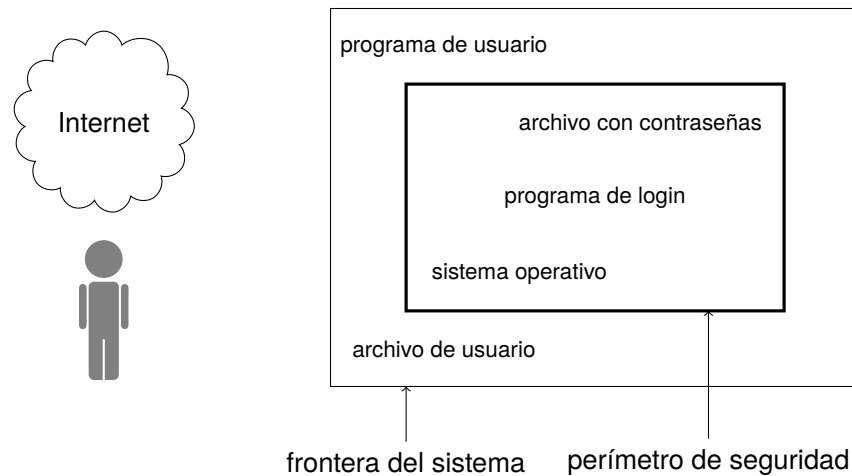 programa de usuario
Internet
archivo con contraseñas
programa de login
sistema operativo
archivo de usuario
frontera del sistema
perímetro de seguridad